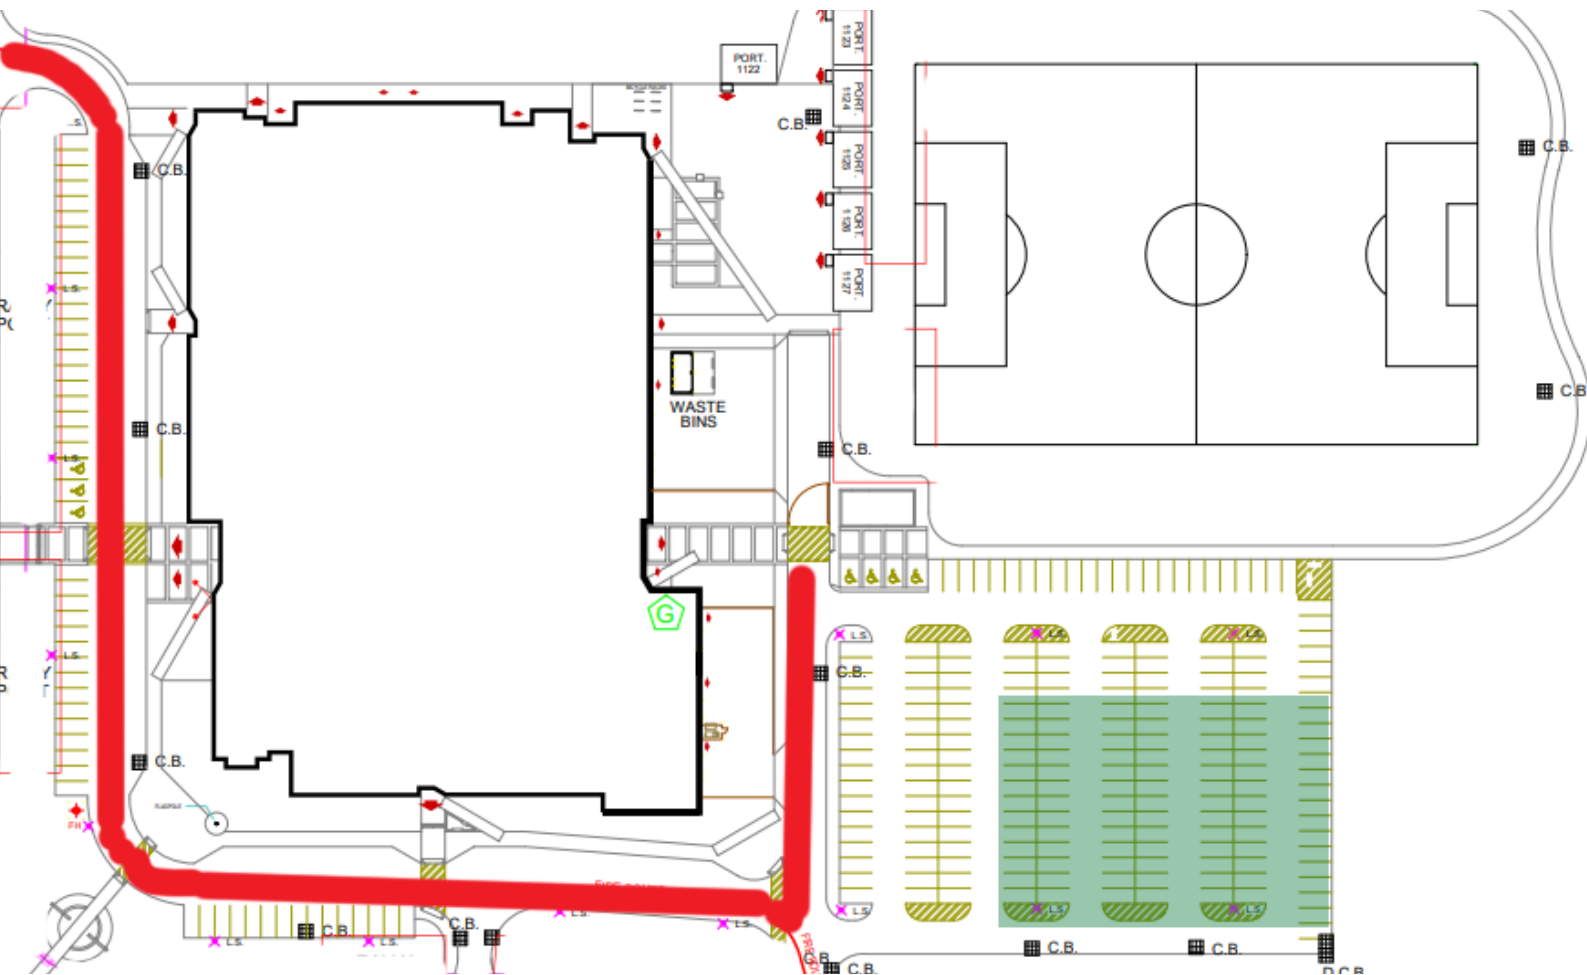 PORT.
1122
PORT.
1123
PORT.
1124
PORT.
1125
PORT.
1126
PORT.
1127
C.B.
C.B.
C.B.
C.B.
L.S.
L.S.
C.B.
WASTE
BINS
C.B.
C.B.
G
L.S.
L.S.
L.S.
L.S.
L.S.
C.B.
C.B.
FH
L.S.
L.S.
L.S.
L.S.
L.S.
C.B.
C.B.
L.S.
L.S.
C.B.
C.B.
C.B.
C.B.
D.C.B.